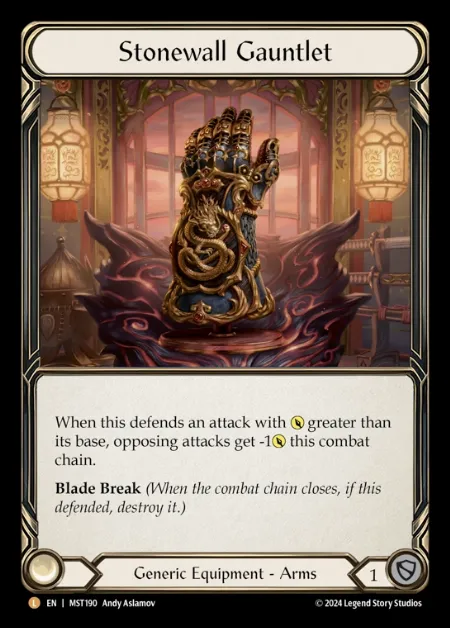 Stonewall Gauntlet
When this defends an attack with greater than
its base, opposing attacks get -1 this combat
chain.
Blade Break (When the combat chain closes, if this
defended, destroy it.)
Generic Equipment - Arms
1
L EN | MST190 Andy Aslamov
© 2024 Legend Story Studios